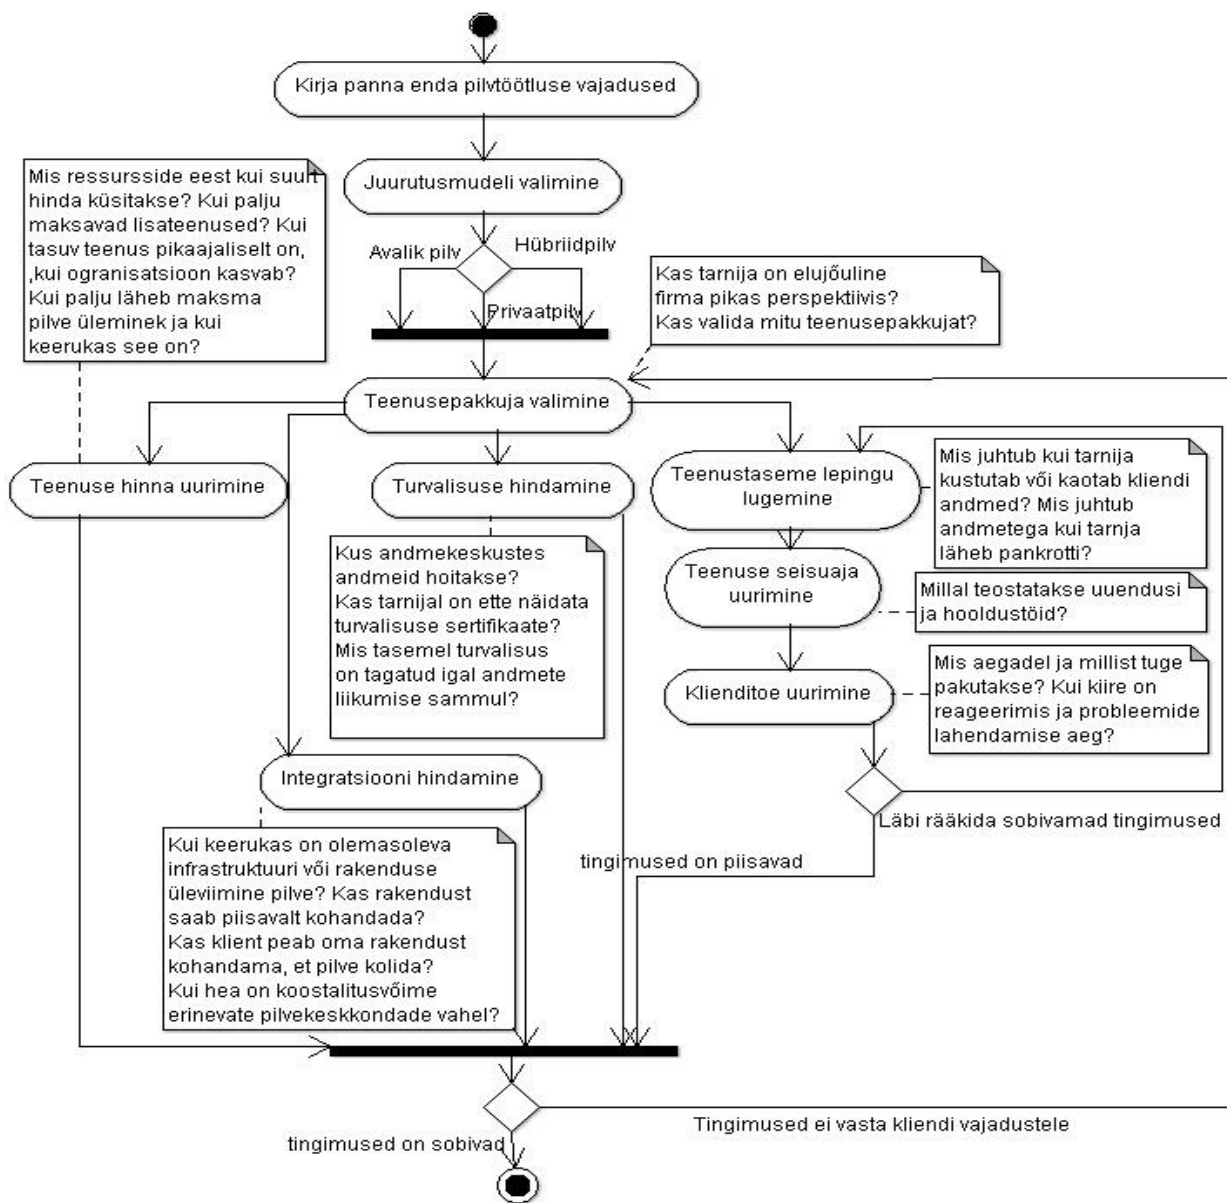 Kirja panna enda pilvtöötluse vajadused
Juurutusmudeli valimine
Mis ressursside eest kui suurt
hinda küsitakse? Kui palju
maksavad lisateenused? Kui
tasuv teenus pikaajaliselt on,
,kui ogranisatsioon kasvab?
Kui palju läheb maksma
pilve üleminek ja kui
keerukas see on?
Avalik pilv
Hübriidpilv
Privaatpilv
Kas tarnija on elujõuline
firma pikas perspektiivis?
Kas valida mitu teenusepakkujat?
Teenusepakkuja valimine
Teenuse hinna uurimine
Turvalisuse hindamine
Teenustaseme lepingu
lugemine
Mis juhtub kui tarnija
kustutab või kaotab kliendi
andmed? Mis juhtub
andmetega kui tarnja
läheb pankrotti?
Kus andmekeskustes
andmeid hoitakse?
Kas tarnijal on ette näidata
turvalisuse sertifikaate?
Mis tasemel turvalisus
on tagatud igal andmete
liikumise sammul?
Teenuse seisuaja
uurimine
Millal teostatakse uuendusi
ja hooldustöid?
Klienditoe uurimine
Mis aegadel ja millist tuge
pakutakse? Kui kiire on
reageerimis ja probleemide
lahendamise aeg?
Integratsiooni hindamine
Läbi rääkida sobivamad tingimused
tingimused on piisavad
Kui keerukas on olemasoleva
infrastruktuuri või rakenduse
üleviimine pilve? Kas rakendust
saab piisavalt kohandada?
Kas klient peab oma rakendust
kohandama, et pilve kolida?
Kui hea on koostalitusvõime
erinevate pilvekeskkondade vahel?
Tingimused ei vasta kliendi vajadustele
tingimused on sobivad